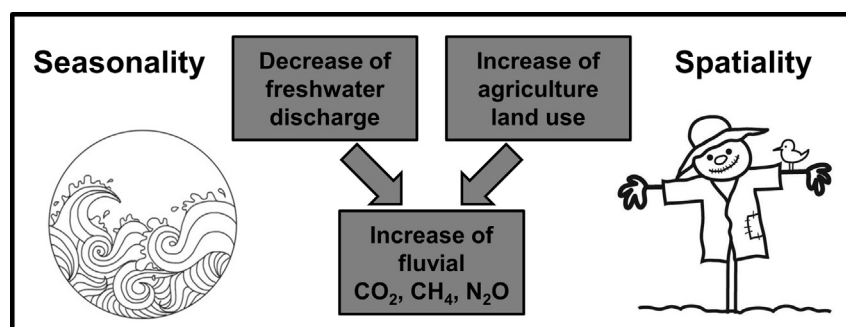 Seasonality
Decrease of
freshwater
discharge
Increase of
agriculture
land use
Spatiality
Increase of
fluvial
CO₂, CH₄, N₂O